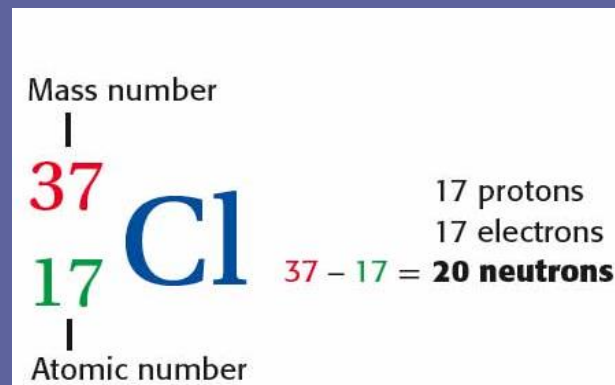 Mass number
37
17
Cl
Atomic number
17 protons
17 electrons
37 – 17 = 20 neutrons